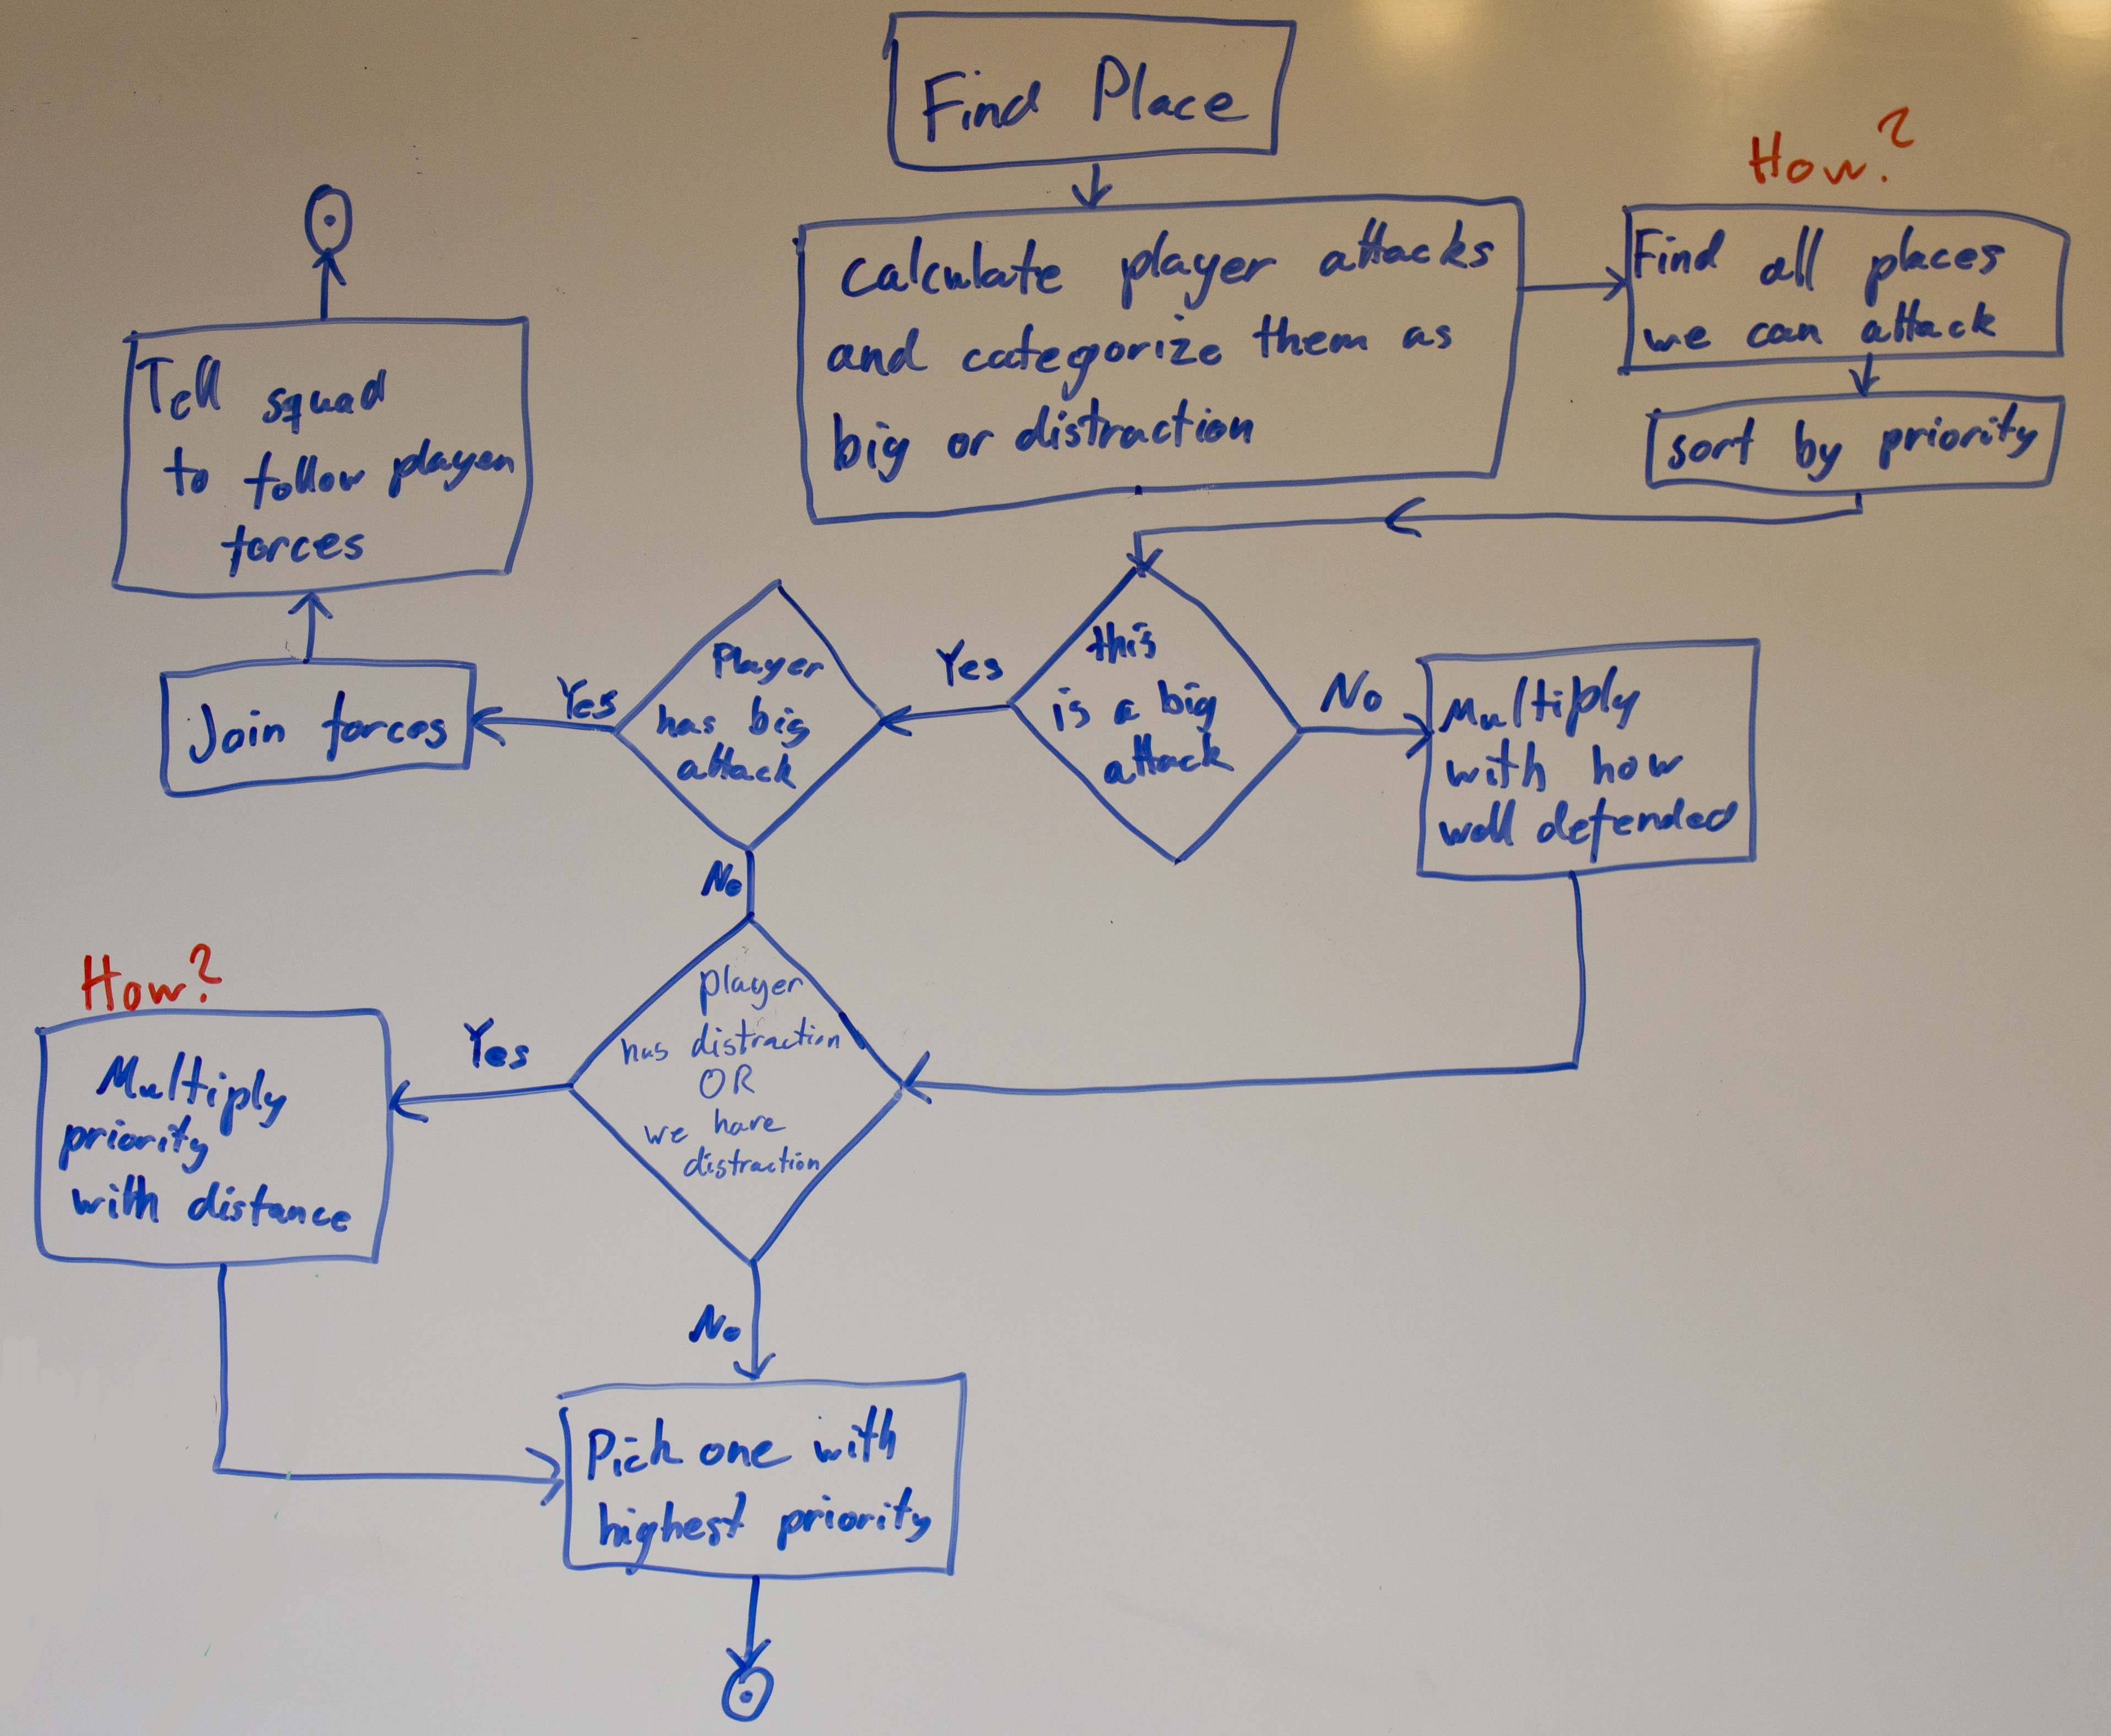 Find Place
How?
Calculate player attacks
and categorize them as
big or distraction
Find all places
we can attack
sort by priority
Tell squad
to follow player
forces
this
is a big
attack
Yes
No
Player
has big
attack
Yes
Join forces
Multiply
with how
well defended
No
player
has distraction
OR
we have
distraction
Yes
How?
Multiply
priority
with distance
No
Pick one with
highest priority